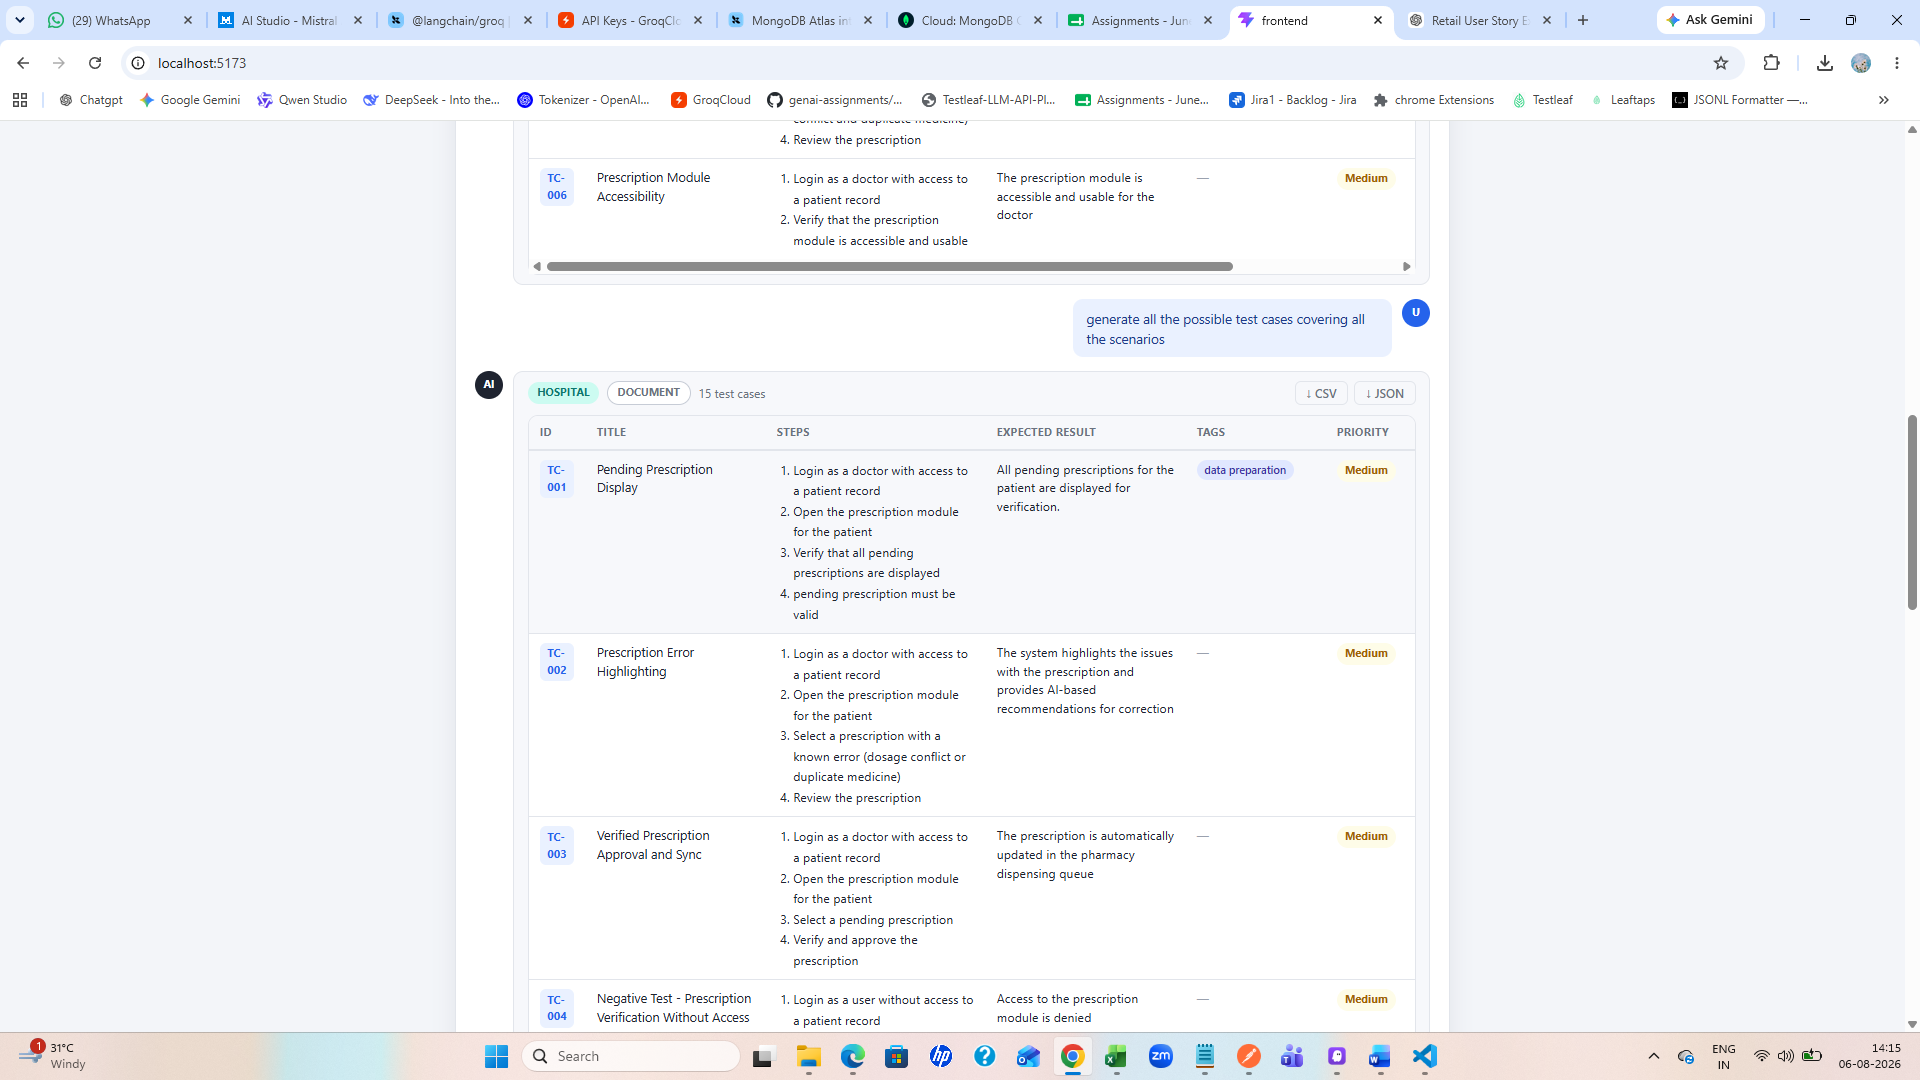 (29) WhatsApp
AI Studio - Mistral
@langchain/groq
API Keys - GroqClo
MongoDB Atlas in
Cloud: MongoDB C
Assignments - June
frontend
Retail User Story E
Ask Gemini
localhost:5173
Chatgpt
Google Gemini
Qwen Studio
DeepSeek - Into the...
Tokenizer - OpenAI...
GroqCloud
genai-assignments/...
Testleaf-LLM-API-Pl...
Assignments - June...
Jira1 - Backlog - Jira
chrome Extensions
Testleaf
Leaftaps
JSONL Formatter —...
conflict and duplicate medicine)
4. Review the prescription
TC-
006
Prescription Module
Accessibility
1. Login as a doctor with access to
a patient record
2. Verify that the prescription
module is accessible and usable
The prescription module is
accessible and usable for the
doctor
—
Medium
generate all the possible test cases covering all
the scenarios
U
AI
HOSPITAL
DOCUMENT
15 test cases
↓ CSV
↓ JSON
ID
TITLE
STEPS
EXPECTED RESULT
TAGS
PRIORITY
TC-
001
Pending Prescription
Display
1. Login as a doctor with access to
a patient record
2. Open the prescription module
for the patient
3. Verify that all pending
prescriptions are displayed
4. pending prescription must be
valid
All pending prescriptions for the
patient are displayed for
verification.
data preparation
Medium
TC-
002
Prescription Error
Highlighting
1. Login as a doctor with access to
a patient record
2. Open the prescription module
for the patient
3. Select a prescription with a
known error (dosage conflict or
duplicate medicine)
4. Review the prescription
The system highlights the issues
with the prescription and
provides AI-based
recommendations for correction
—
Medium
TC-
003
Verified Prescription
Approval and Sync
1. Login as a doctor with access to
a patient record
2. Open the prescription module
for the patient
3. Select a pending prescription
4. Verify and approve the
prescription
The prescription is automatically
updated in the pharmacy
dispensing queue
—
Medium
TC-
004
Negative Test - Prescription
Verification Without Access
1. Login as a user without access to
a patient record
Access to the prescription
module is denied
—
Medium
1
31°C
Windy
Search
ENG
IN
14:15
06-08-2026